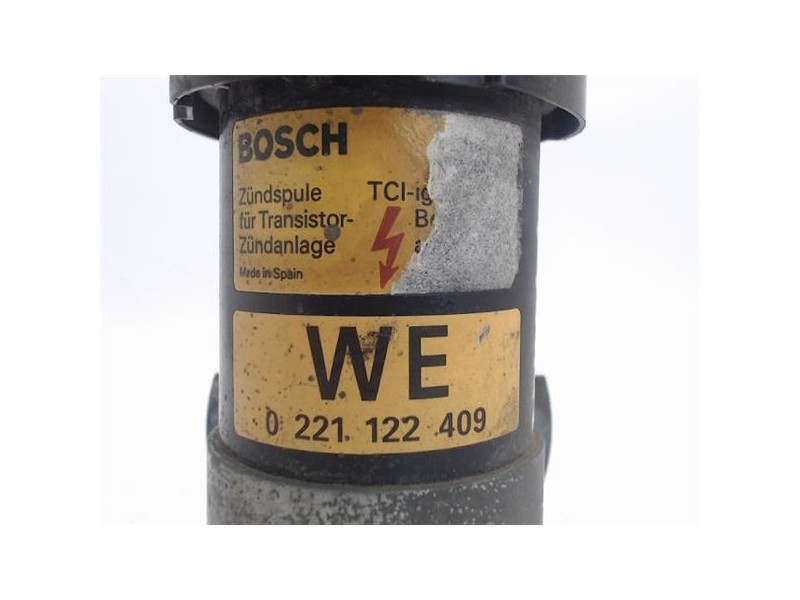 BOSCH
Zündspule
für Transistor-
Zündanlage
Made in Spain
WE
0 221 122 409